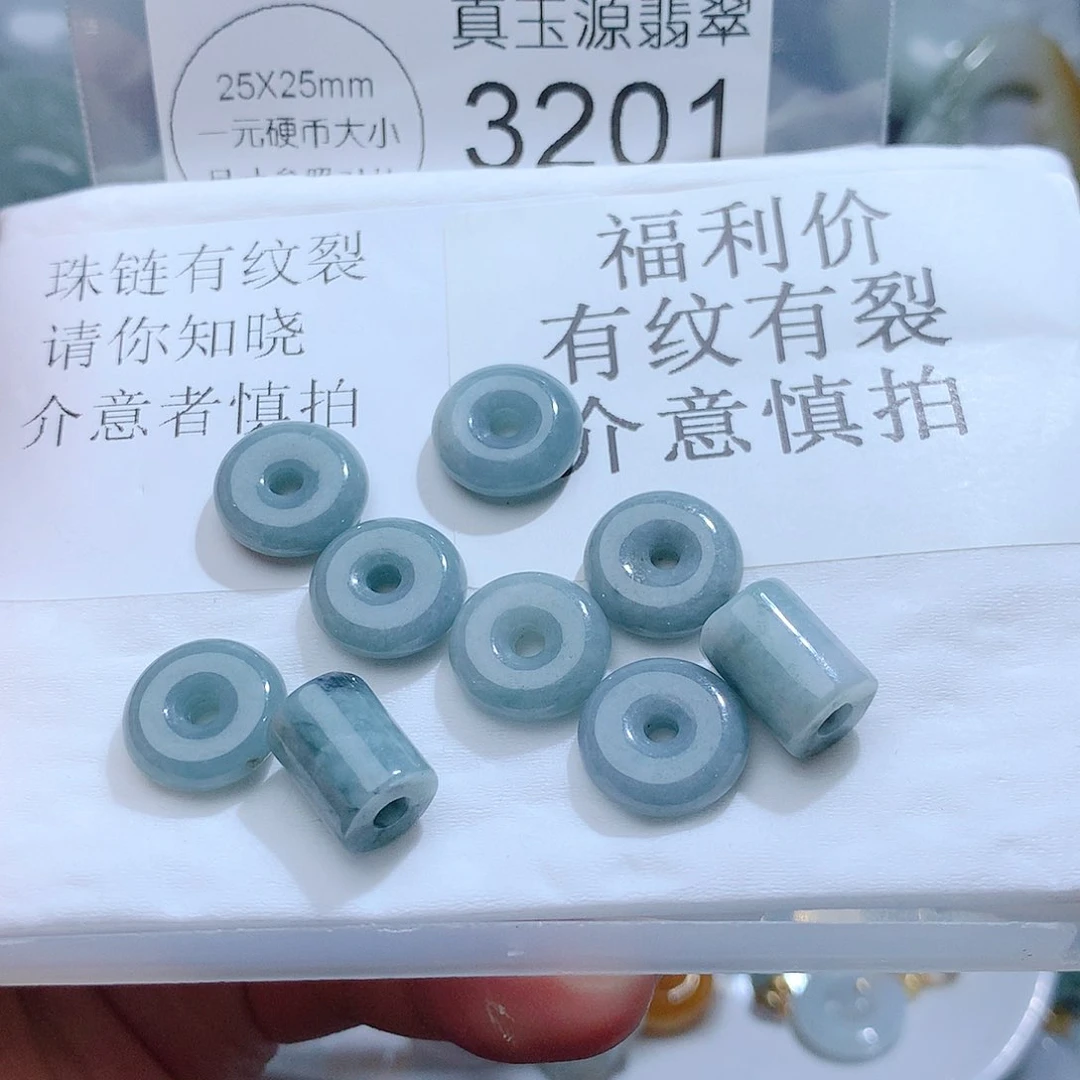 真玉源翡翠
25X25mm
一元硬币大小
3201
珠链有纹裂
请你知晓
介意者慎拍
福利价
有纹有裂
介意慎拍